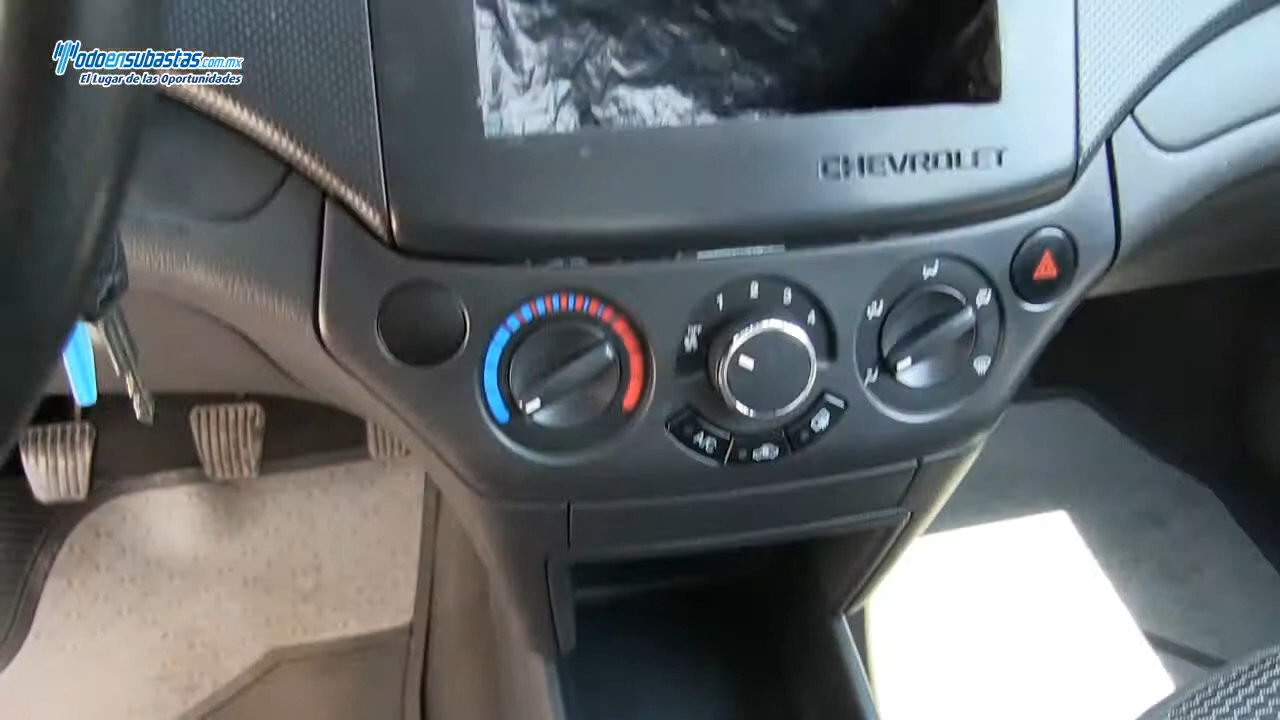 todoensubastas.com.mx
El Lugar de las Oportunidades
CHEVROLET
1 2 3 4
A/C